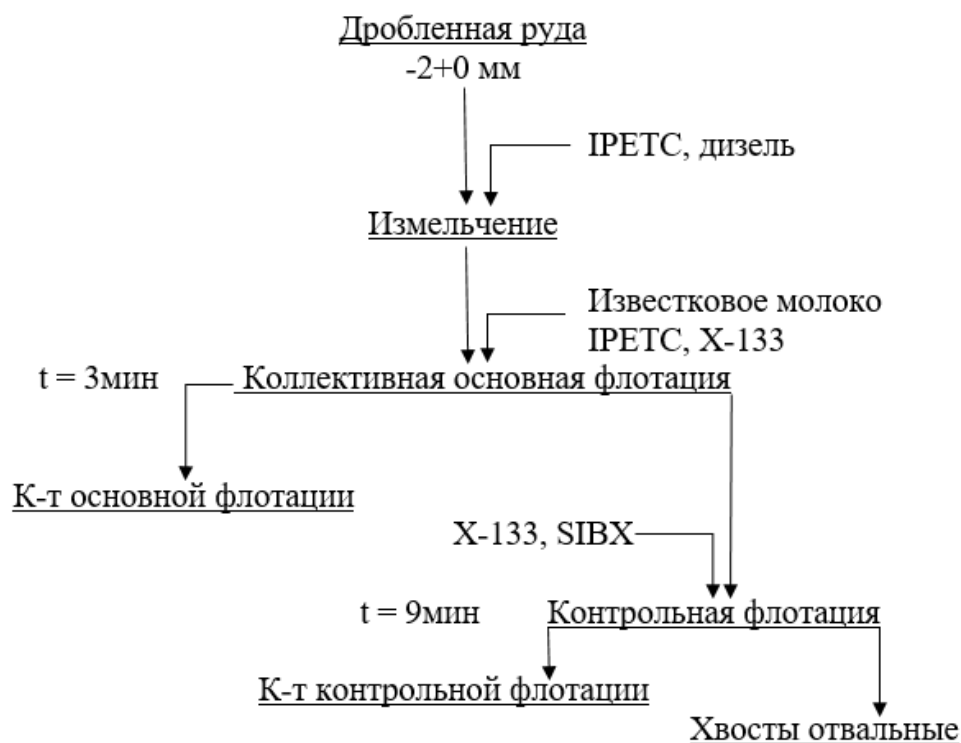 Дробленная руда
-2+0 мм
IPETC, дизель
Измельчение
Известковое молоко
IPETC, X-133
t = 3мин
Коллективная основная флотация
К-т основной флотации
X-133, SIBX
t = 9мин
Контрольная флотация
К-т контрольной флотации
Хвосты отвальные